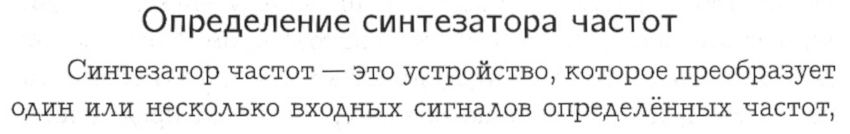 Определение синтезатора частот
Синтезатор частот — это устройство, которое преобразует
один или несколько входных сигналов определённых частот,